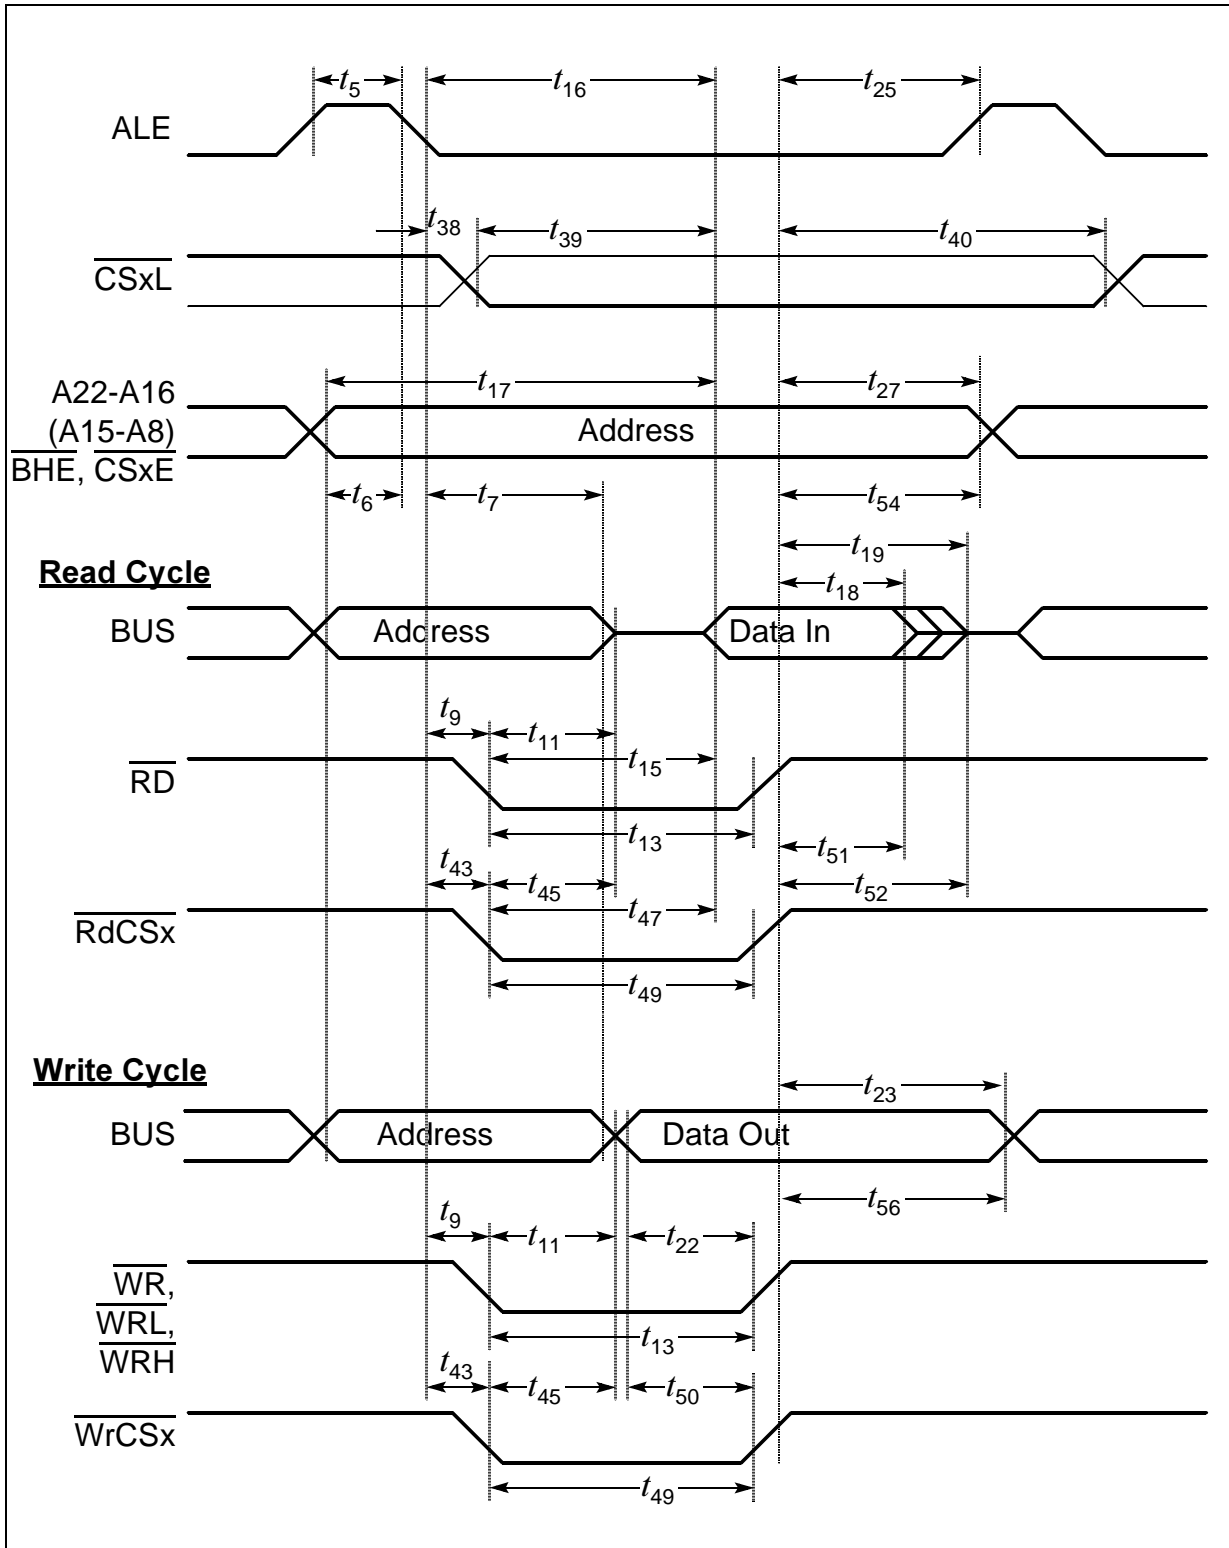 t5 t16 t25
ALE
t38 t39 t40
CSxL
A22-A16
(A15-A8)
BHE, CSxE
t17 t27
Address
t6 t7 t54
t19
Read Cycle
t18
BUS Address Data In
t9 t11
t15
RD
t13 t51
t43 t45 t52
t47
RdCSx
t49
Write Cycle
t23
BUS Address Data Out
t56
t9 t11 t22
WR,
WRL,
WRH
t13
t43 t45 t50
WrCSx
t49